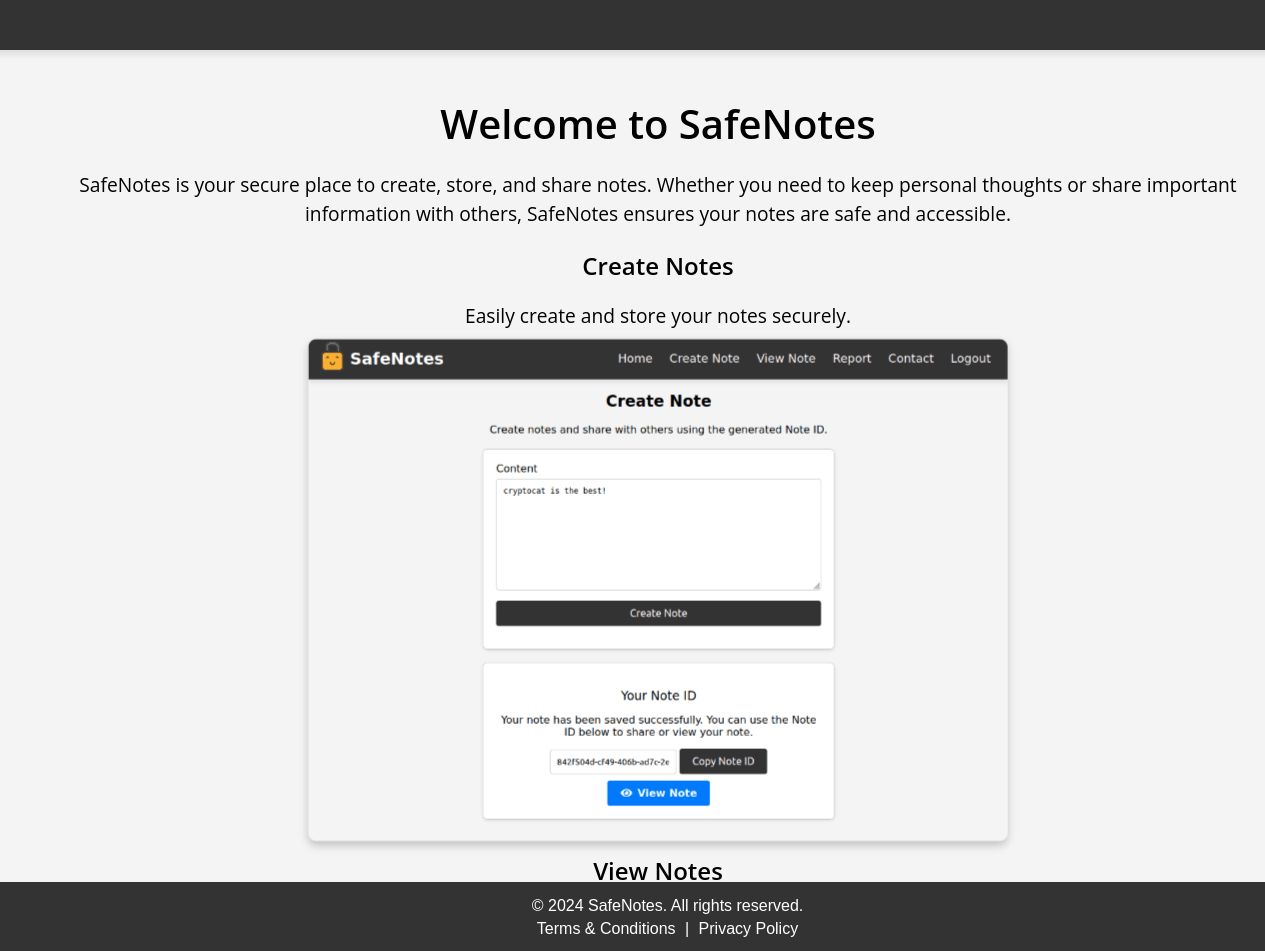 Welcome to SafeNotes
SafeNotes is your secure place to create, store, and share notes. Whether you need to keep personal thoughts or share important
information with others, SafeNotes ensures your notes are safe and accessible.
Create Notes
Easily create and store your notes securely.
SafeNotes Home Create Note View Note Report Contact Logout
Create Note
Create notes and share with others using the generated Note ID.
Content
cryptocat is the best!
Create Note
Your Note ID
Your note has been saved successfully. You can use the Note
ID below to share or view your note.
842f504d-cf49-406b-ad7c-2e Copy Note ID
View Note
View Notes
© 2024 SafeNotes. All rights reserved.
Terms & Conditions | Privacy Policy